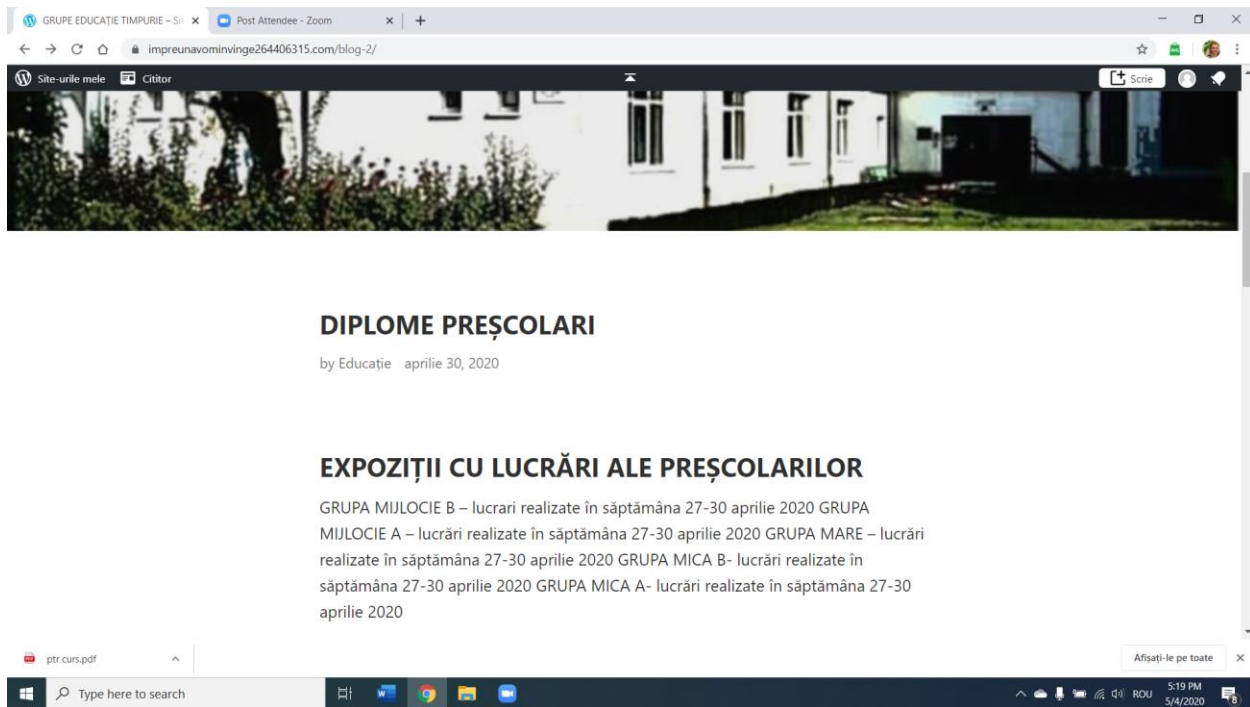 GRUPE EDUCAȚIE TIMPURIE – Sit
Post Attendee - Zoom
impreunavominvinge264406315.com/blog-2/
Site-urile mele
Cititor
Scrie
DIPLOME PREȘCOLARI
by Educație aprilie 30, 2020
EXPOZIȚII CU LUCRĂRI ALE PREȘCOLARILOR
GRUPA MIJLOCIE B – lucrari realizate în săptămâna 27-30 aprilie 2020 GRUPA
MIJLOCIE A – lucrări realizate în săptămâna 27-30 aprilie 2020 GRUPA MARE – lucrări
realizate în săptămâna 27-30 aprilie 2020 GRUPA MICA B- lucrări realizate în
săptămâna 27-30 aprilie 2020 GRUPA MICA A- lucrări realizate în săptămâna 27-30
aprilie 2020
ptr curs.pdf
Afișați-le pe toate
Type here to search
ROU
5:19 PM
5/4/2020
8